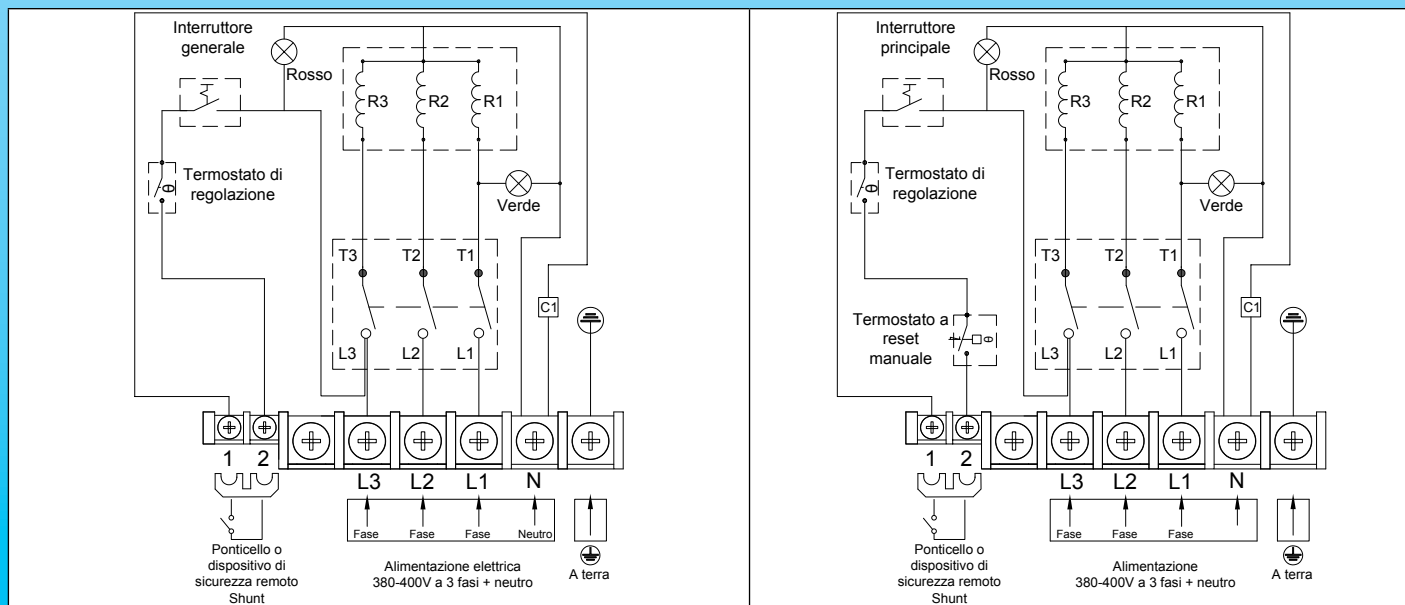 Interruttore
generale
Rosso
R3 R2 R1
Termostato di
regolazione
θ
Verde
T3 T2 T1
C1
L3 L2 L1
1 2 L3 L2 L1 N
Fase Fase Fase Neutro
Ponticello o
dispositivo di
sicurezza remoto
Shunt
Alimentazione elettrica
380-400V a 3 fasi + neutro
A terra
Interruttore
principale
Rosso
R3 R2 R1
Termostato di
regolazione
θ
Verde
T3 T2 T1
C1
Termostato a
reset
manuale
θ
L3 L2 L1
1 2 L3 L2 L1 N
Fase Fase Fase
Ponticello o
dispositivo di
sicurezza remoto
Shunt
Alimentazione
380-400V a 3 fasi + neutro
A terra